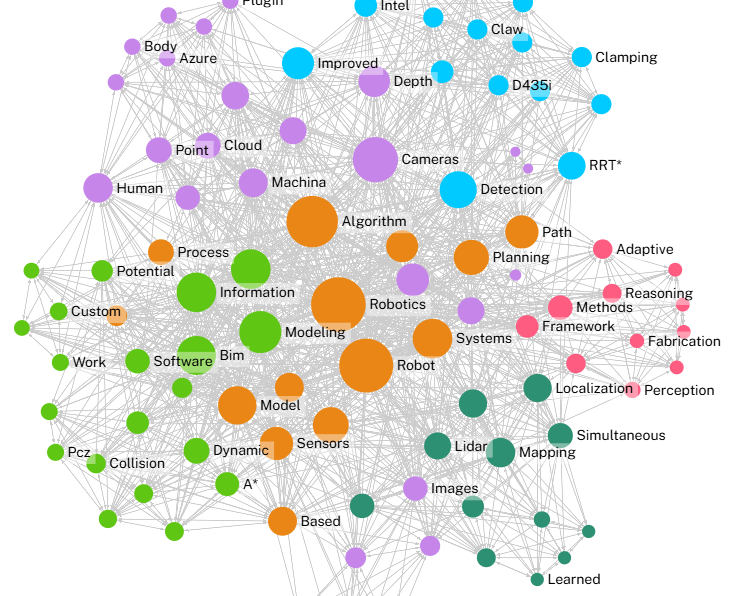 Plugin
Intel
Claw
Body
Azure
Improved
Clamping
Depth
D435i
Point
Cloud
Cameras
RRT*
Human
Machina
Detection
Algorithm
Path
Process
Planning
Adaptive
Potential
Information
Reasoning
Custom
Robotics
Methods
Modeling
Framework
Systems
Fabrication
Work
Software
Bim
Robot
Localization
Perception
Model
Simultaneous
Sensors
Lidar
Mapping
Pcz
Collision
Dynamic
A*
Images
Based
Learned